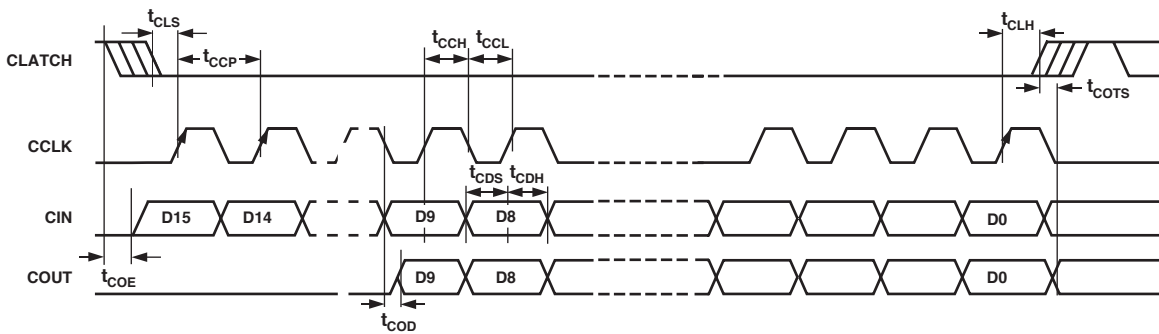 tCLS
tCCH tCCL
tCLH
CLATCH
tCCP
tCOTS
CCLK
tCDS tCDH
CIN D15 D14 D9 D8 D0
tCOE
COUT D9 D8 D0
tCOD